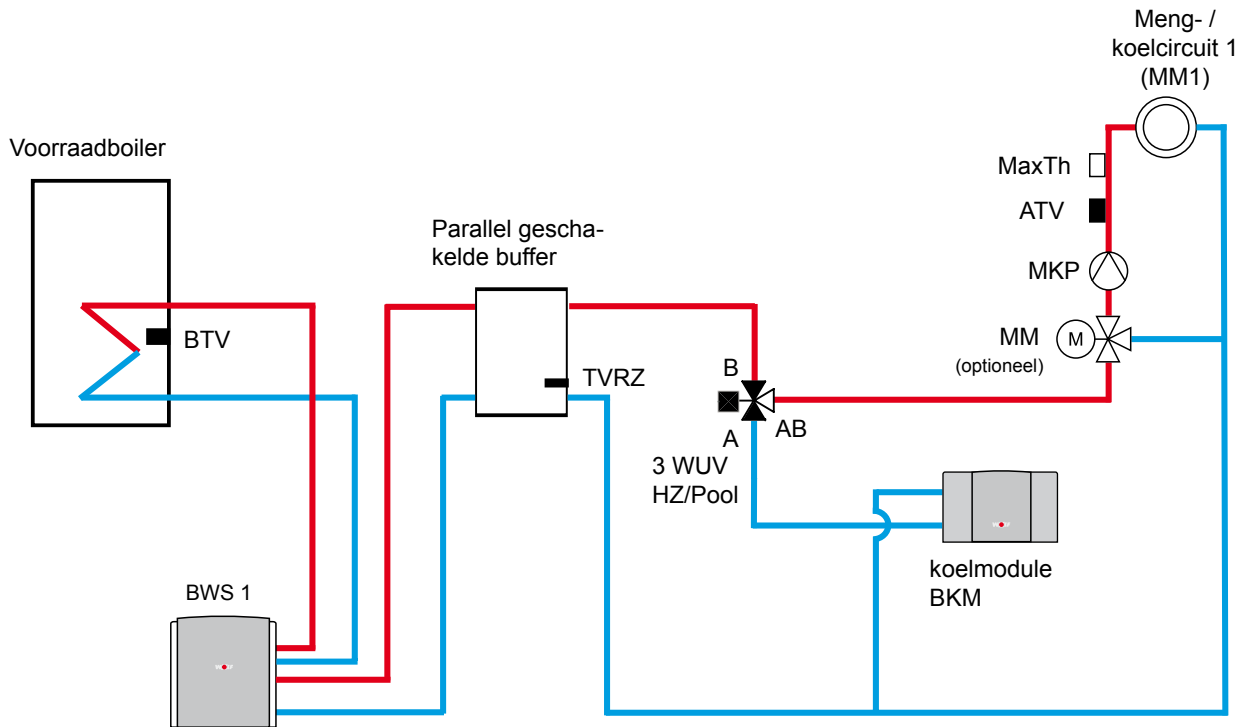 Meng- /
koelcircuit 1
(MM1)
Voorraadboiler
MaxTh
ATV
Parallel gescha-
kelde buffer
MKP
BTV
MM
M
(optioneel)
TVRZ
B
AB
A
3 WUV
HZ/Pool
koelmodule
BKM
BWS 1